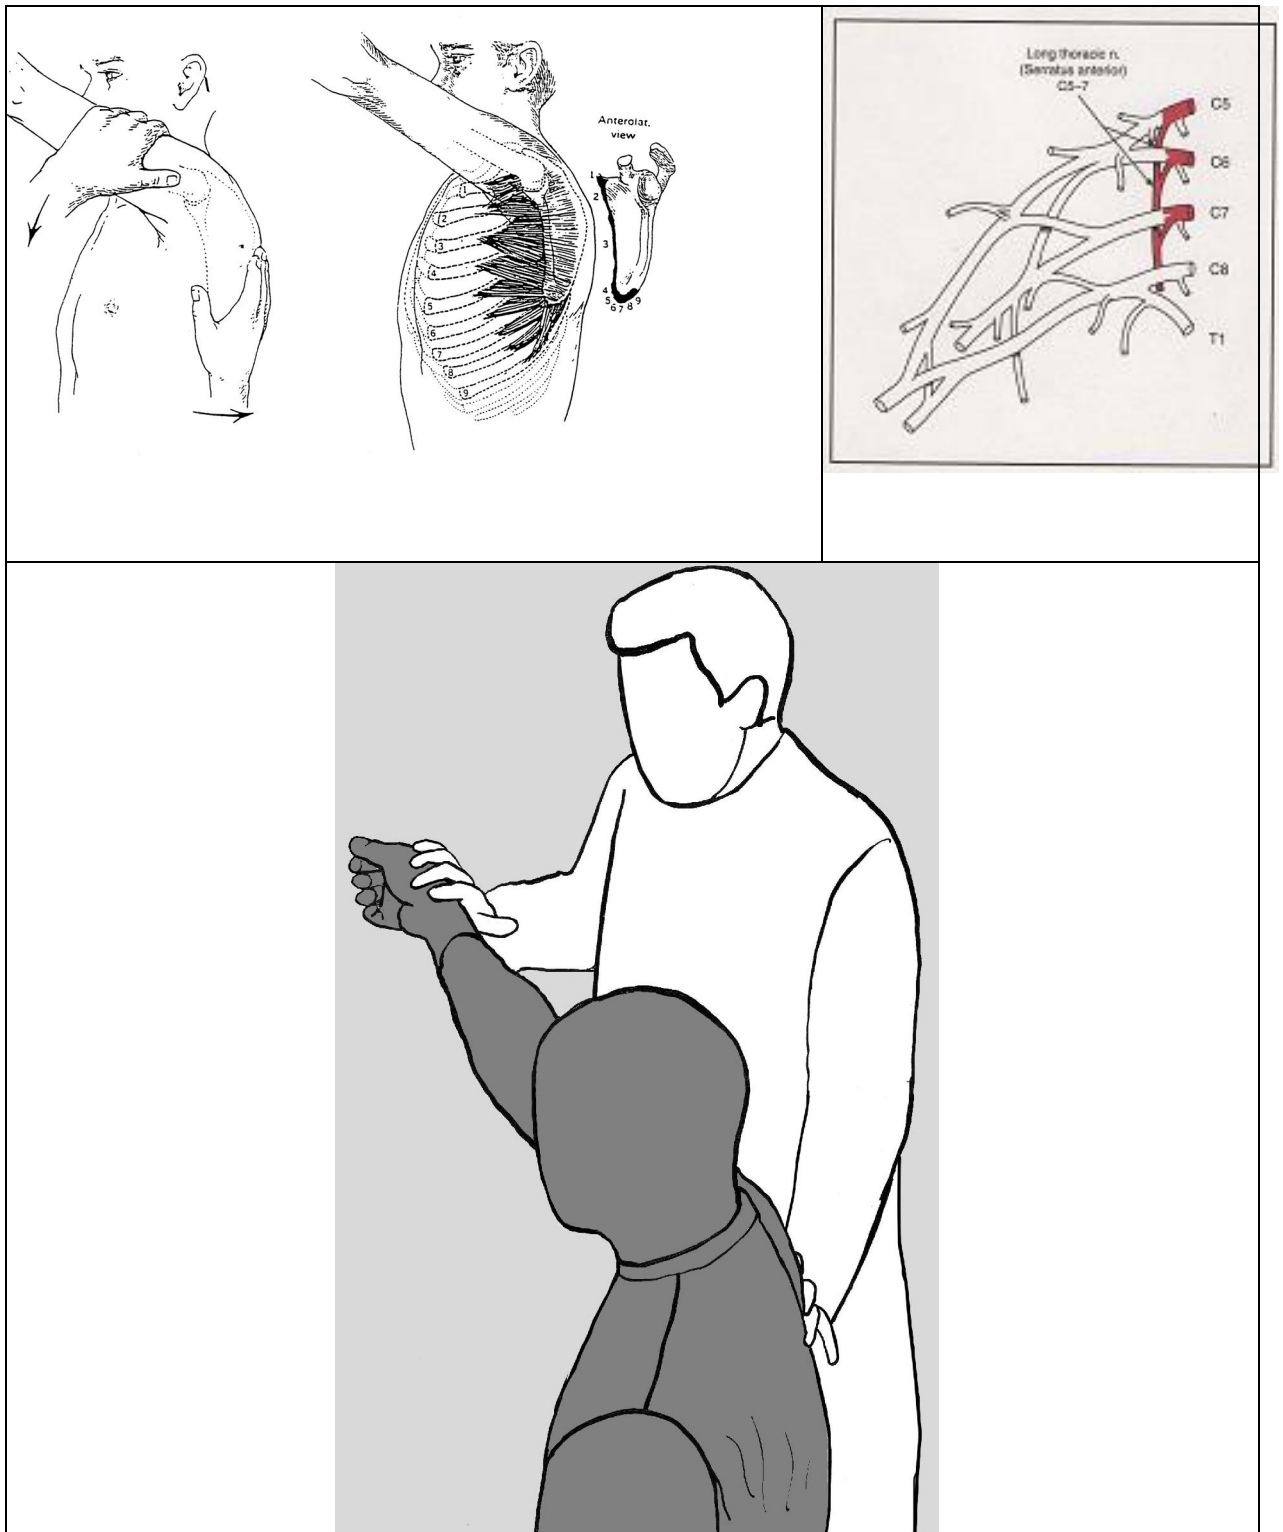 Anterolat.
view
1
2
3
4
5
6
7
8
9
1
2
3
4
5
6
7
8
9
Long thoracic n.
(Serratus anterior)
C5-7
C5
C6
C7
C8
T1